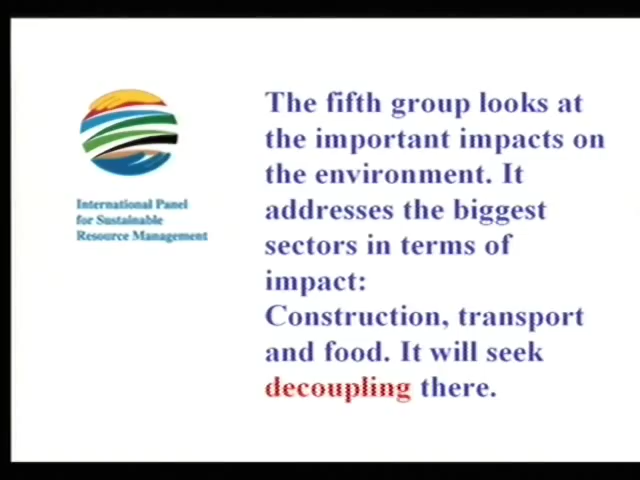 International Panel
for Sustainable
Resource Management
The fifth group looks at
the important impacts on
the environment. It
addresses the biggest
sectors in terms of
impact:
Construction, transport
and food. It will seek
decoupling there.